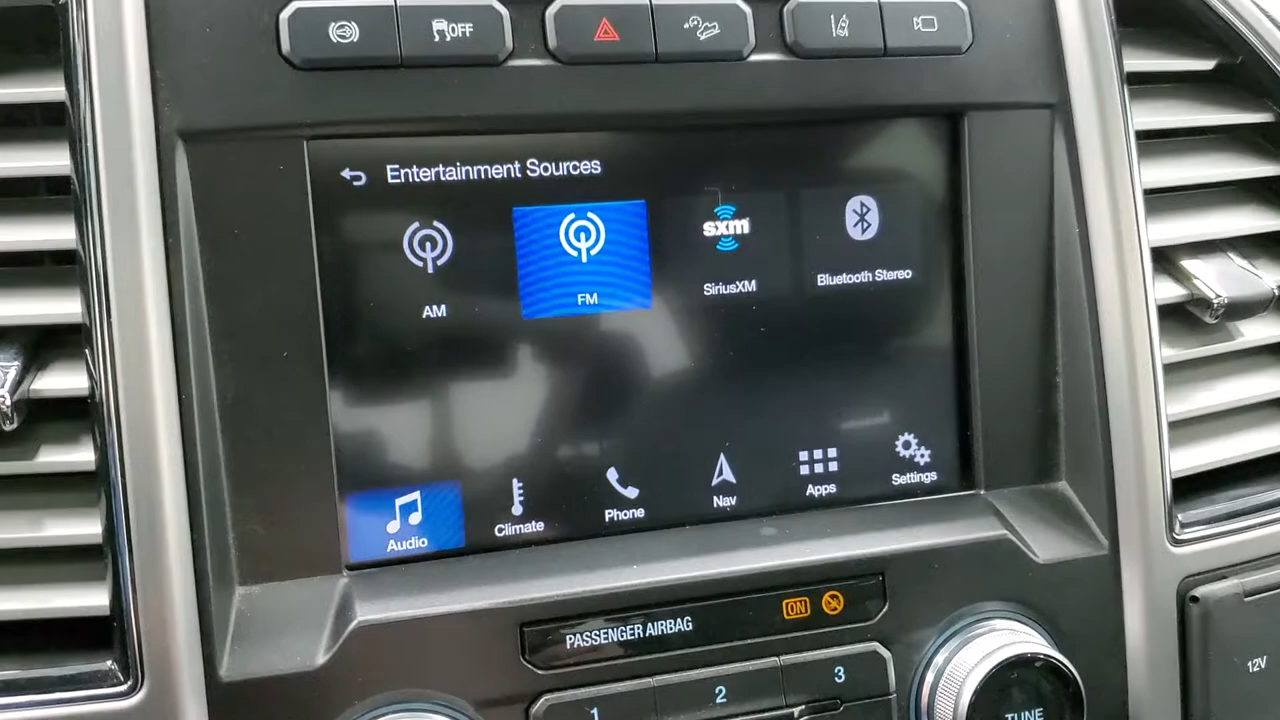 OFF
Entertainment Sources
AM
FM
sxm
SiriusXM
Bluetooth Stereo
Audio
Climate
Phone
Nav
Apps
Settings
PASSENGER AIRBAG
ON
1
2
3
TUNE
12V